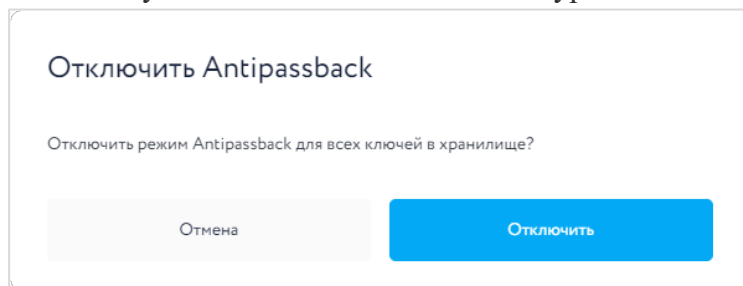 Отключить Antipassback
Отключить режим Antipassback для всех ключей в хранилище?
Отмена
Отключить